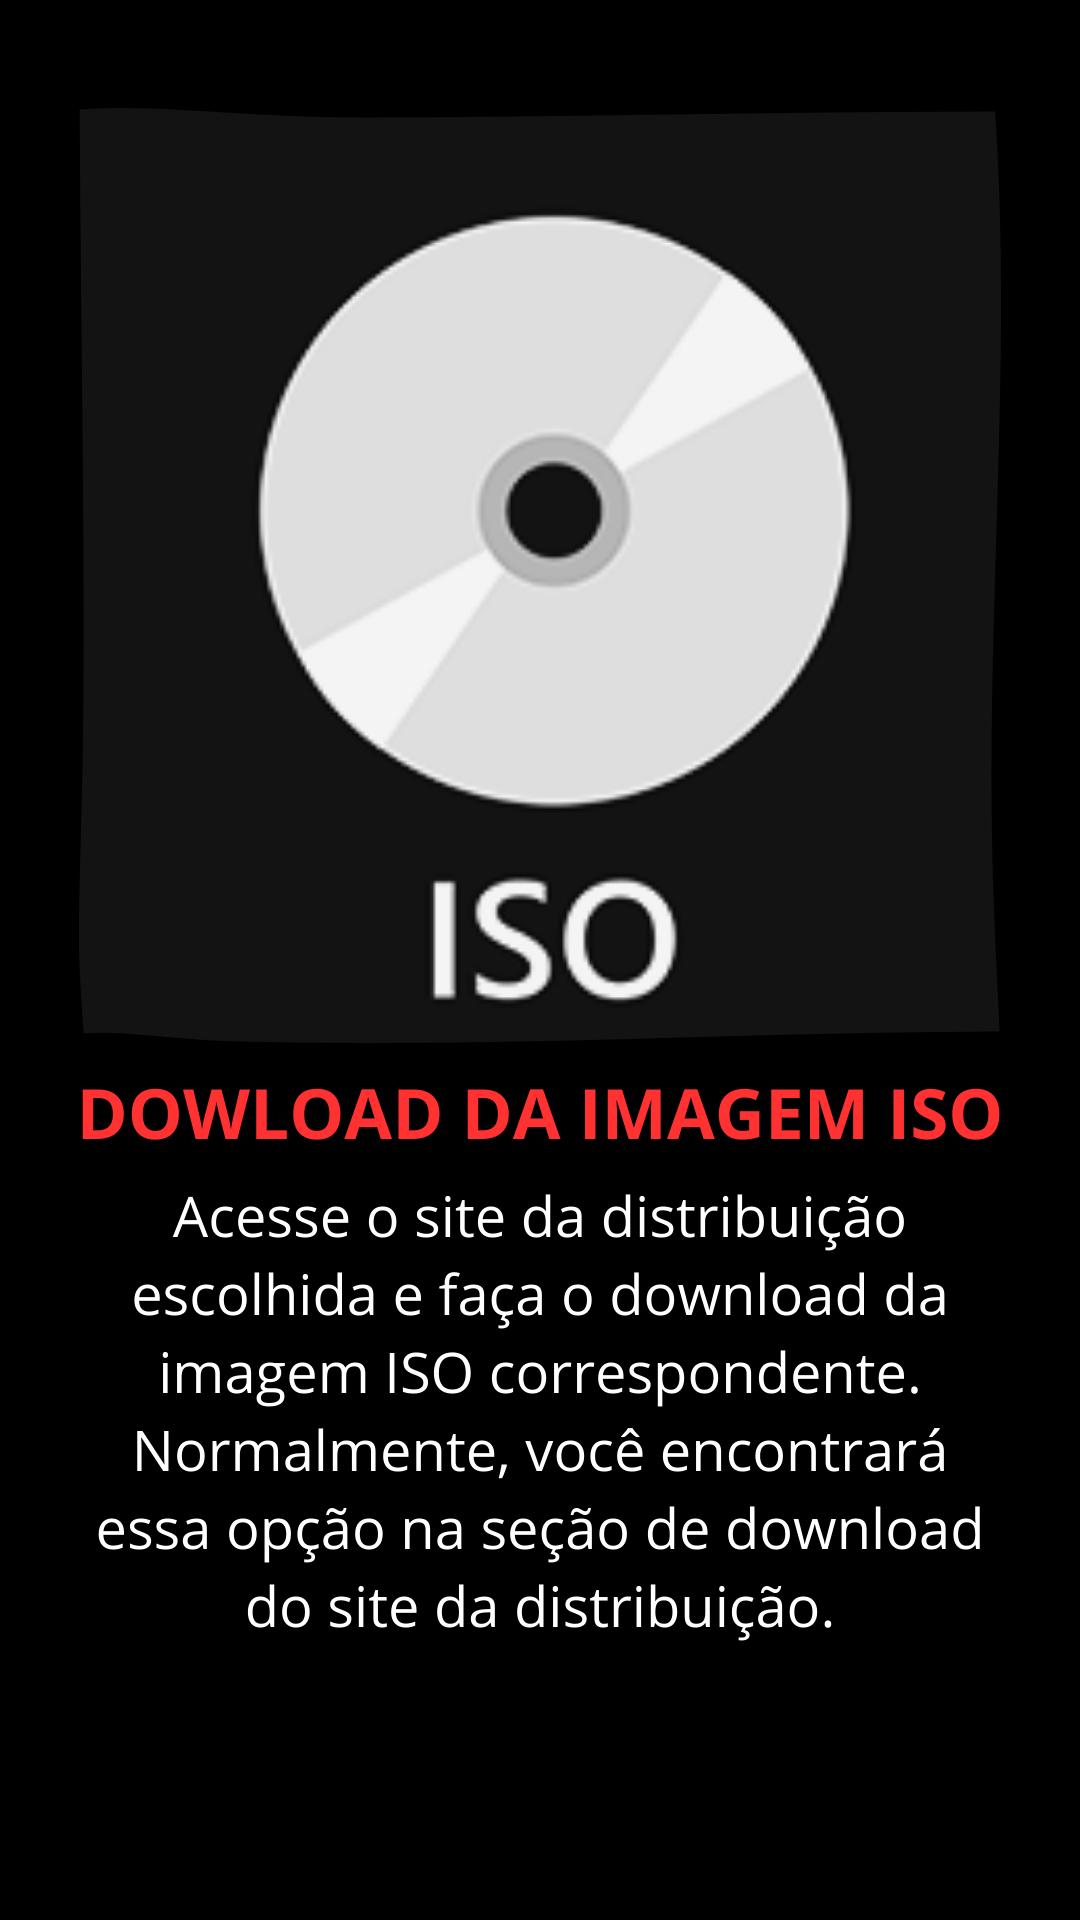 ISO
DOWLOAD DA IMAGEM ISO
Acesse o site da distribuição
escolhida e faça o download da
imagem ISO correspondente.
Normalmente, você encontrará
essa opção na seção de download
do site da distribuição.